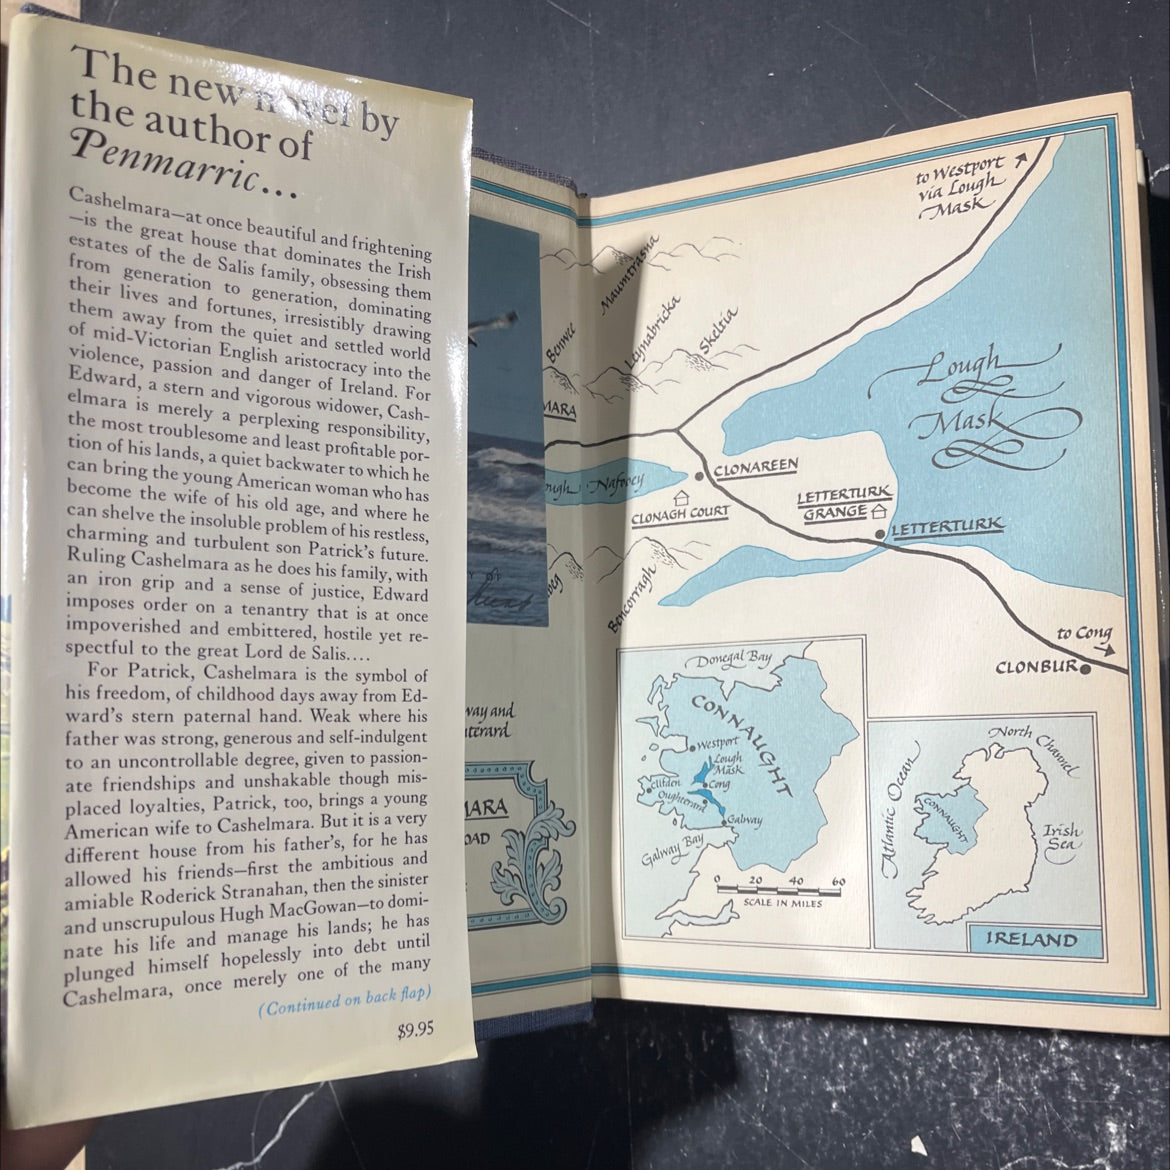 The new novel by
the author of
Penmarric...
Cashelmara—at once beautiful and frightening
—is the great house that dominates the Irish
estates of the de Salis family, obsessing them
from generation to generation, dominating
their lives and fortunes, irresistibly drawing
them away from the quiet and settled world
of mid-Victorian English aristocracy into the
violence, passion and danger of Ireland. For
Edward, a stern and vigorous widower, Cash-
elmara is merely a perplexing responsibility,
the most troublesome and least profitable por-
tion of his lands, a quiet backwater to which he
can bring the young American woman who has
become the wife of his old age, and where he
can shelve the insoluble problem of his restless,
charming and turbulent son Patrick's future.
Ruling Cashelmara as he does his family, with
an iron grip and a sense of justice, Edward
imposes order on a tenantry that is at once
impoverished and embittered, hostile yet re-
spectful to the great Lord de Salis....
For Patrick, Cashelmara is the symbol of
his freedom, of childhood days away from Ed-
ward's stern paternal hand. Weak where his
father was strong, generous and self-indulgent
to an uncontrollable degree, given to passion-
ate friendships and unshakable though mis-
placed loyalties, Patrick, too, brings a young
American wife to Cashelmara. But it is a very
different house from his father's, for he has
allowed his friends—first the ambitious and
amiable Roderick Stranahan, then the sinister
and unscrupulous Hugh MacGowan—to domi-
nate his life and manage his lands; he has
plunged himself hopelessly into debt until
Cashelmara, once merely one of the many
(Continued on back flap)
$9.95
MARA
way and
terard
MARA
OAD
to Westport
via Lough
Mask
Maumtrasna
Benwee
Leynabricka
Skeltia
Lough
Mask
CLONAREEN
ugh Nafooey
CLONAGH COURT
LETTERTURK
GRANGE
LETTERTURK
Bencorragh
to Cong
CLONBUR
Donegal Bay
CONNAUGHT
Westport
Lough
Mask
Cong
Clifden
Oughterard
Galway
Galway Bay
0 20 40 60
SCALE IN MILES
North Channel
Atlantic Ocean
CONNAUGHT
Irish
Sea
IRELAND